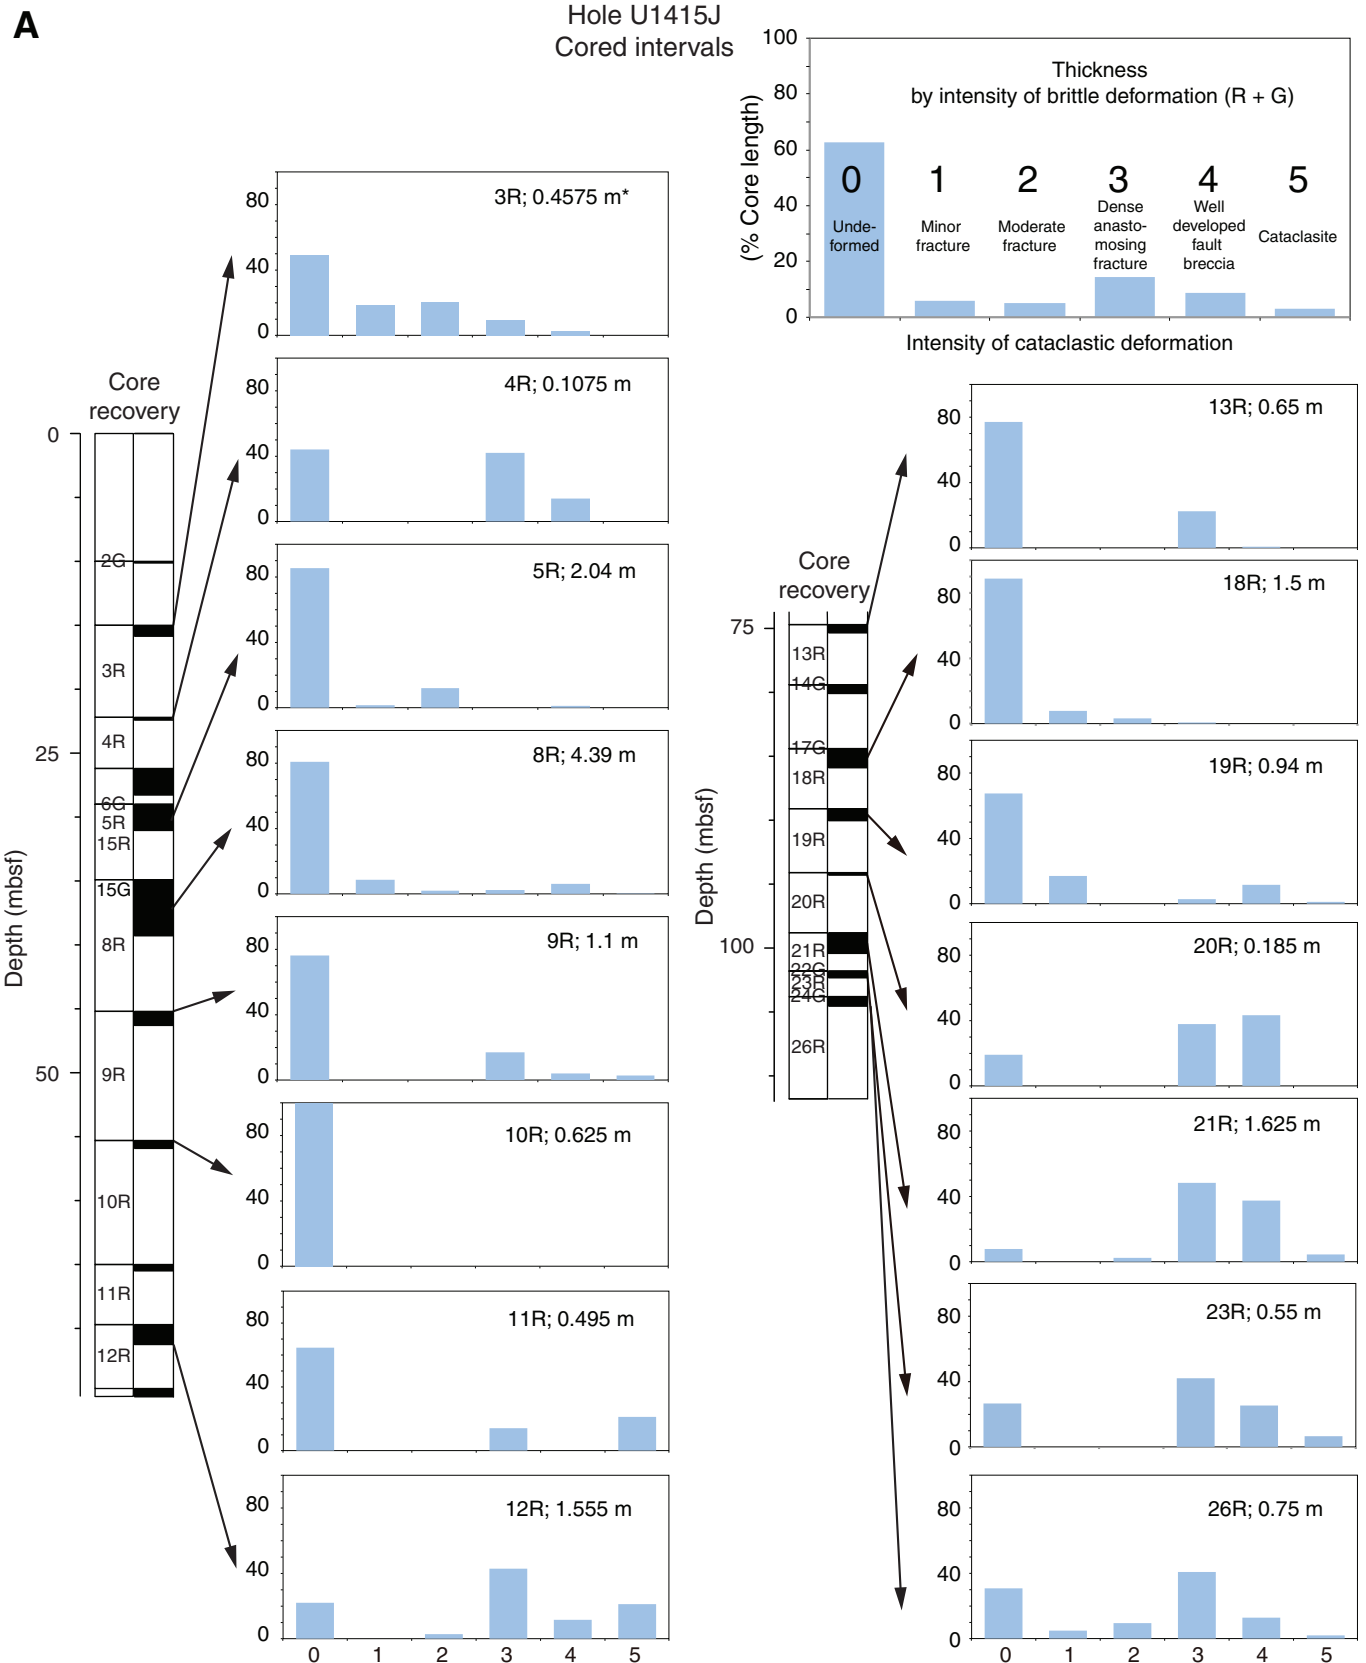 A
Hole U1415J
Cored intervals
100
80
60
40
20
0
(% Core length)
Thickness
by intensity of brittle deformation (R + G)
0
1
2
3
4
5
Unde-
formed
Minor
fracture
Moderate
fracture
Dense
anasto-
mosing
fracture
Well
developed
fault
breccia
Cataclasite
Intensity of cataclastic deformation
Core
recovery
Depth (mbsf)
0
25
50
2G
3R
4R
6G
5R
15R
15G
8R
9R
10R
11R
12R
3R; 0.4575 m*
80
40
0
4R; 0.1075 m
80
40
0
5R; 2.04 m
80
40
0
8R; 4.39 m
80
40
0
9R; 1.1 m
80
40
0
10R; 0.625 m
80
40
0
11R; 0.495 m
80
40
0
12R; 1.555 m
80
40
0
0 1 2 3 4 5
Core
recovery
Depth (mbsf)
75
100
13R
14G
17G
18R
19R
20R
21R
22G
23R
24G
26R
13R; 0.65 m
80
40
0
18R; 1.5 m
80
40
0
19R; 0.94 m
80
40
0
20R; 0.185 m
80
40
0
21R; 1.625 m
80
40
0
23R; 0.55 m
80
40
0
26R; 0.75 m
80
40
0
0 1 2 3 4 5